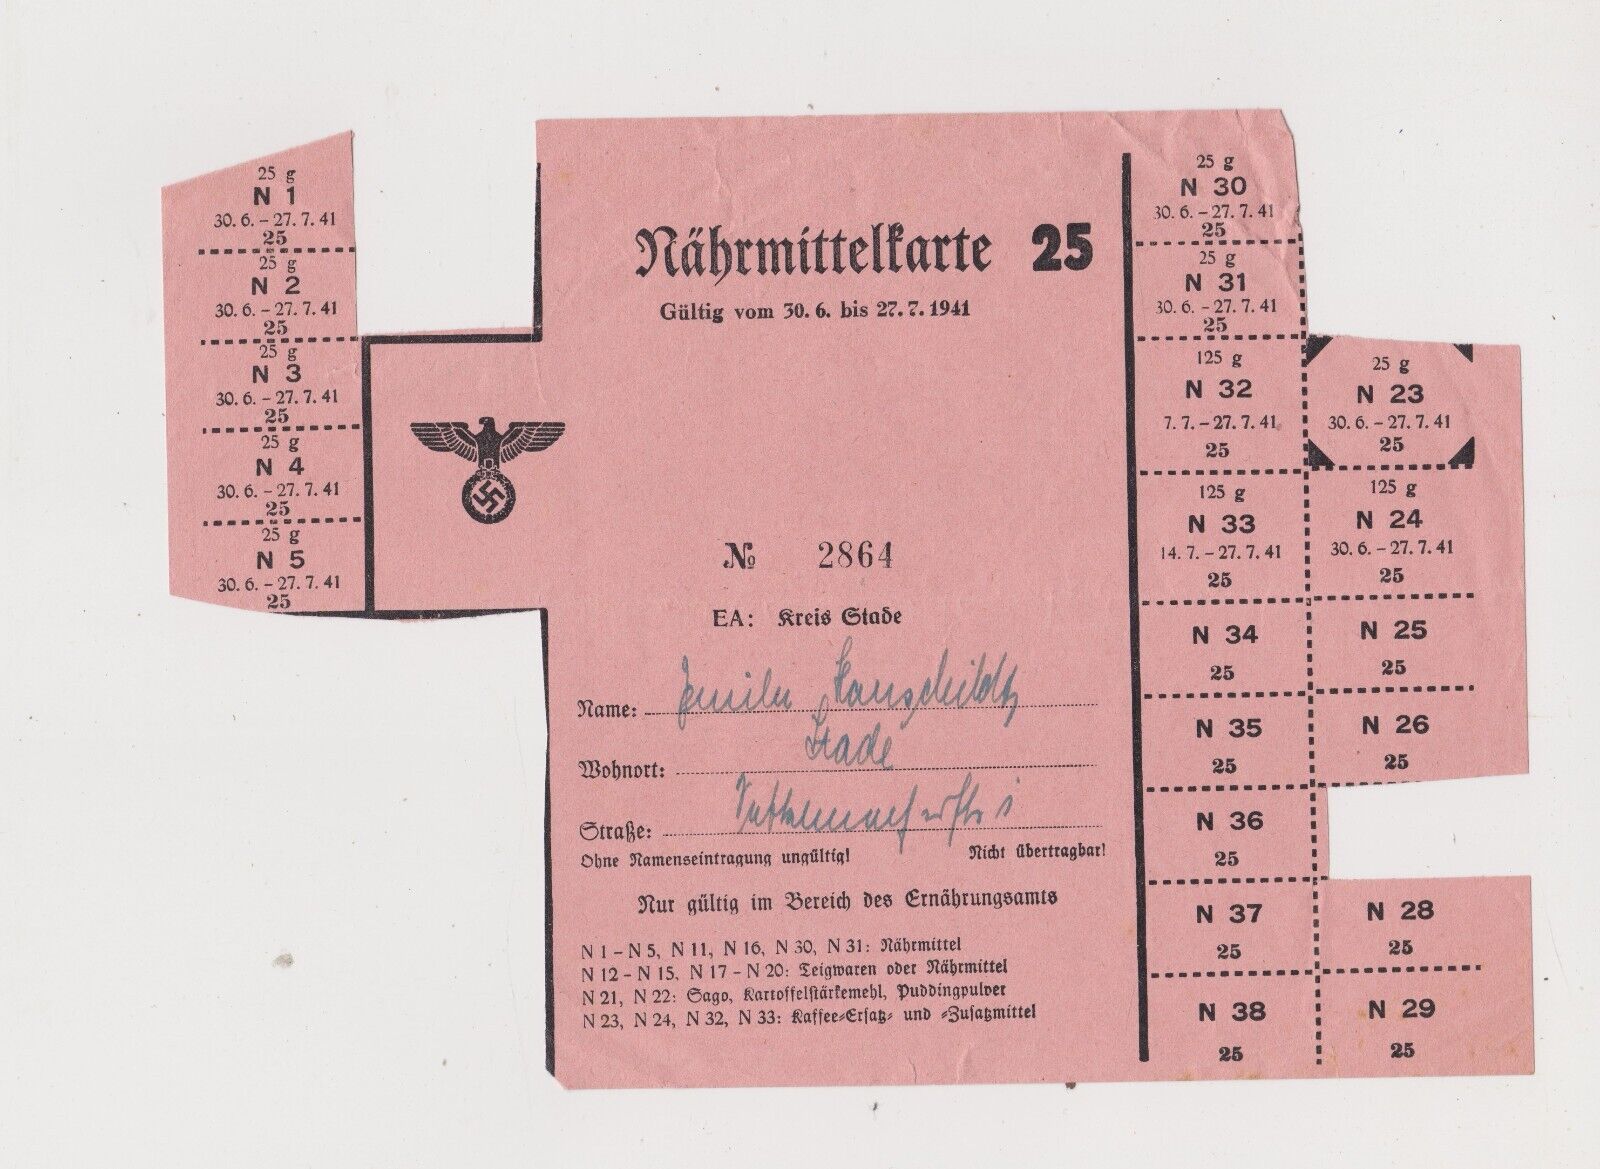 25 g
N 1
30. 6. – 27. 7. 41
25
25 g
N 2
30. 6. – 27. 7. 41
25
25 g
N 3
30. 6. – 27. 7. 41
25
25 g
N 4
30. 6. – 27. 7. 41
25
25 g
N 5
30. 6. – 27. 7. 41
25
Nährmittelkarte 25
Gültig vom 30. 6. bis 27. 7. 1941
№ 2864
EA: Kreis Stade
Name:
Wohnort: Stade
Straße:
Ohne Namenseintragung ungültig! Nicht übertragbar!
Nur gültig im Bereich des Ernährungsamts
N 1 – N 5, N 11, N 16, N 30, N 31: Nährmittel
N 12 – N 15, N 17 – N 20: Teigwaren oder Nährmittel
N 21, N 22: Sago, Kartoffelstärkemehl, Puddingpulver
N 23, N 24, N 32, N 33: Kaffee-Ersatz- und -Zusatzmittel
25 g
N 30
30. 6. – 27. 7. 41
25
25 g
N 31
30. 6. – 27. 7. 41
25
125 g
N 32
7. 7. – 27. 7. 41
25
125 g
N 33
14. 7. – 27. 7. 41
25
N 34
25
N 35
25
N 36
25
N 37
25
N 38
25
25 g
N 23
30. 6. – 27. 7. 41
25
125 g
N 24
30. 6. – 27. 7. 41
25
N 25
25
N 26
25
N 28
25
N 29
25